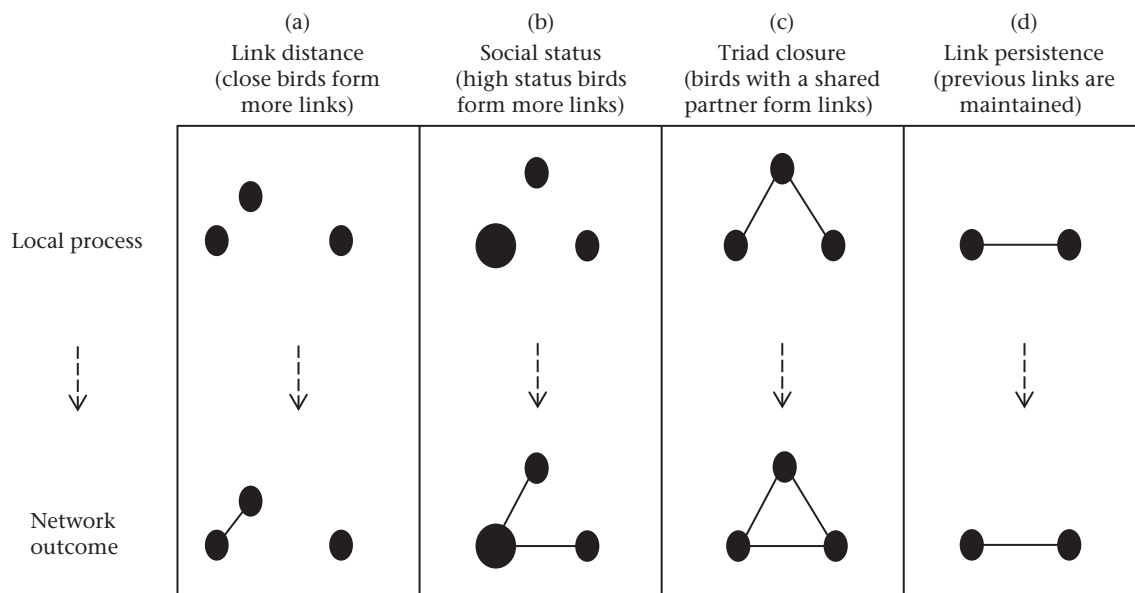 (a)
Link distance
(close birds form
more links)
(b)
Social status
(high status birds
form more links)
(c)
Triad closure
(birds with a shared
partner form links)
(d)
Link persistence
(previous links are
maintained)
Local process
Network
outcome